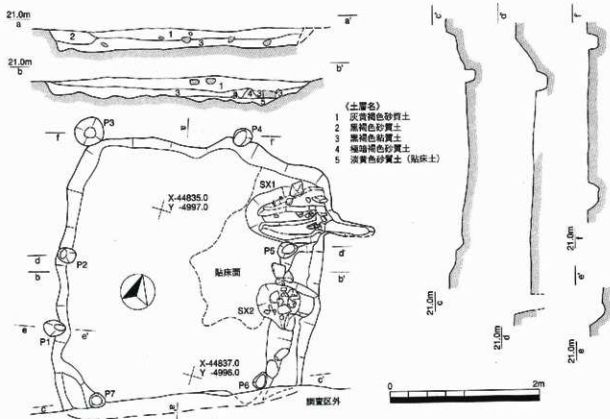 21.0m
a
a'
2
1
3
21.0m
b
b'
1
3
3
4
3
5
《土層名》
1 灰黄褐色砂質土
2 黒褐色砂質土
3 黒褐色粘質土
4 極暗褐色砂質土
5 淡黄色砂質土(貼床土)
P3
P4
f
f'
a
X-44835.0
Y -4997.0
SX1
P5
d'
b'
P2
d
b
貼床面
SX2
P1
e
e'
X-44837.0
Y -4996.0
P7
P6
c
c'
a'
調査区外
c'
21.0m
c
d'
21.0m
d
f'
21.0m
f
e'
21.0m
e
0
2m